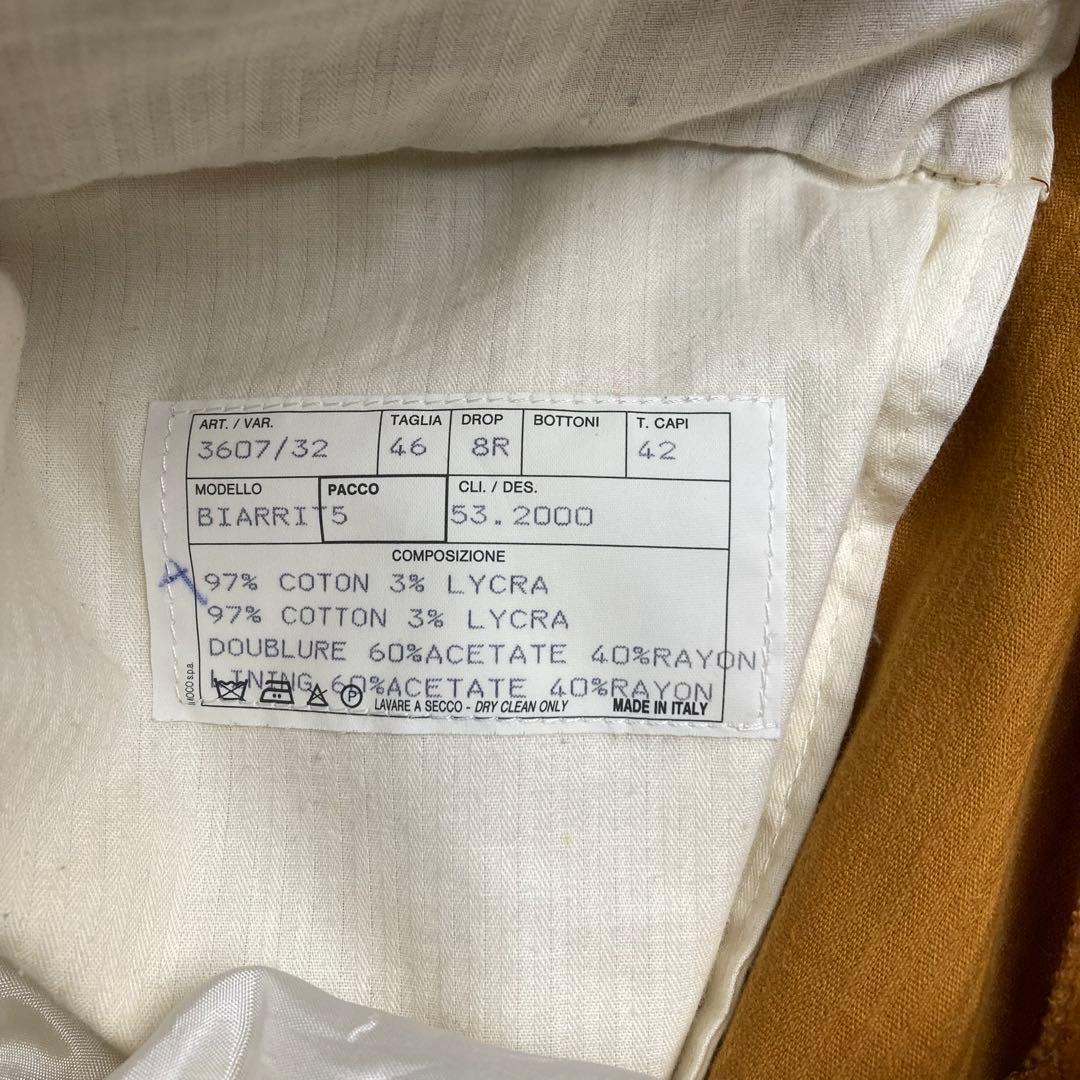 ART. / VAR. TAGLIA DROP BOTTONI T. CAPI
3607/32 46 8R 42
MODELLO PACCO CLI. / DES.
BIARRIT5 53.2000
COMPOSIZIONE
97% COTON 3% LYCRA
97% COTTON 3% LYCRA
DOUBLURE 60%ACETATE 40%RAYON
LINING 60%ACETATE 40%RAYON
P LAVARE A SECCO - DRY CLEAN ONLY MADE IN ITALY